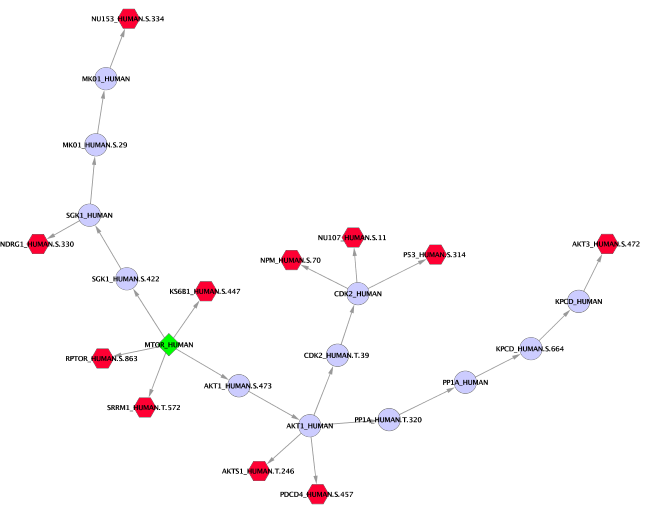 NU153_HUMAN.S.334
MK01_HUMAN
MK01_HUMAN.S.29
SGK1_HUMAN
NDRG1_HUMAN.S.330
NU107_HUMAN.S.11
AKT3_HUMAN.S.472
P53_HUMAN.S.314
NPM_HUMAN.S.70
SGK1_HUMAN.S.422
KS6B1_HUMAN.S.447
CDK2_HUMAN
KPCD_HUMAN
MTOR_HUMAN
KPCD_HUMAN.S.664
RPTOR_HUMAN.S.863
CDK2_HUMAN.T.39
AKT1_HUMAN.S.473
PP1A_HUMAN
SRRM1_HUMAN.T.572
PP1A_HUMAN.T.320
AKT1_HUMAN
AKTS1_HUMAN.T.246
PDCD4_HUMAN.S.457